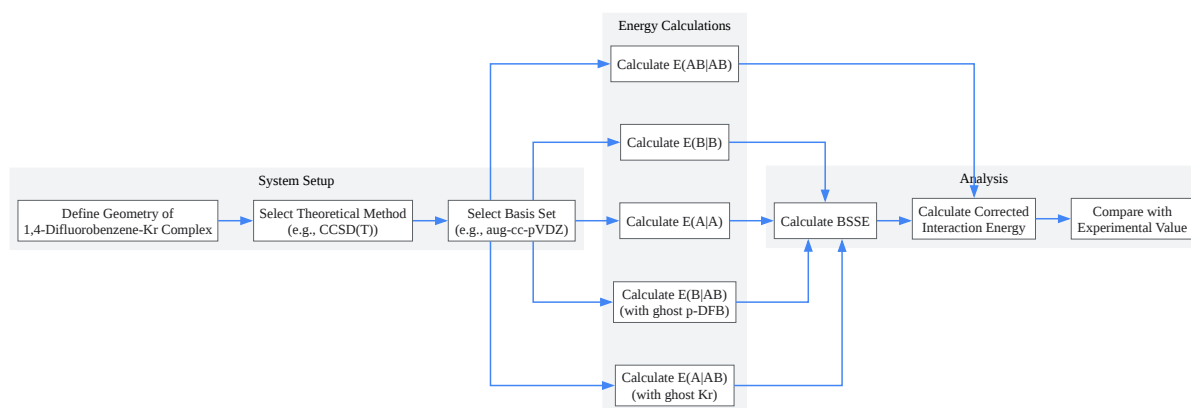 Energy Calculations
Calculate E(AB|AB)
Calculate E(B|B)
System Setup
Analysis
Define Geometry of
1,4-Difluorobenzene-Kr Complex
Select Theoretical Method
(e.g., CCSD(T))
Select Basis Set
(e.g., aug-cc-pVDZ)
Calculate E(A|A)
Calculate BSSE
Calculate Corrected
Interaction Energy
Compare with
Experimental Value
Calculate E(B|AB)
(with ghost p-DFB)
Calculate E(A|AB)
(with ghost Kr)